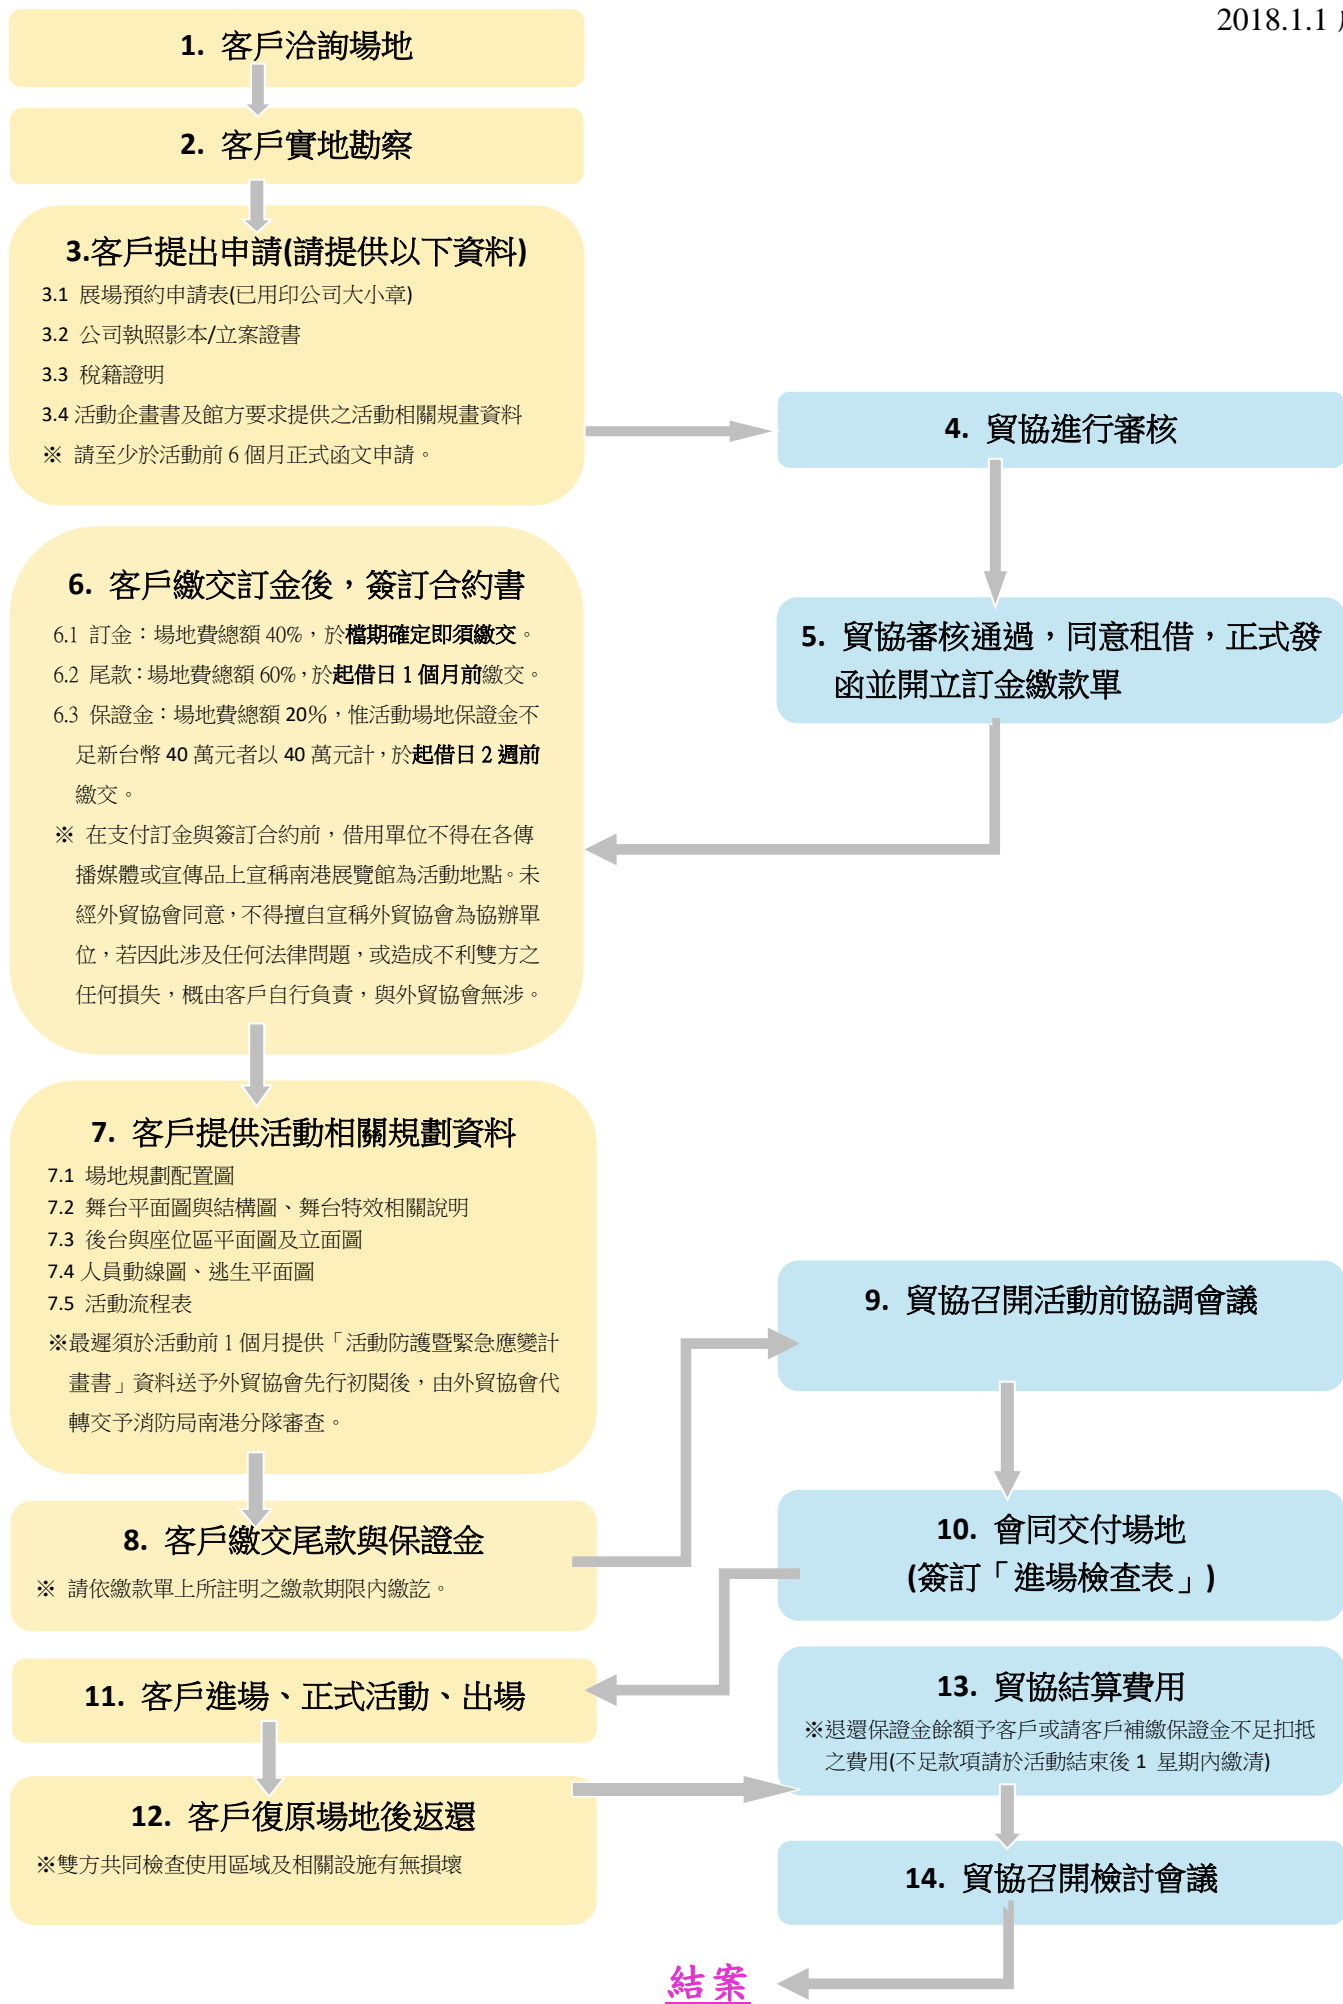 2018.1.1
1. 客戶洽詢場地
2. 客戶實地勘察
3.客戶提出申請(請提供以下資料)
3.1 展場預約申請表(已用印公司大小章)
3.2 公司執照影本/立案證書
3.3 稅籍證明
3.4 活動企畫書及館方要求提供之活動相關規畫資料
※ 請至少於活動前 6 個月正式函文申請。
4. 貿協進行審核
5. 貿協審核通過，同意租借，正式發
函並開立訂金繳款單
6. 客戶繳交訂金後，簽訂合約書
6.1 訂金：場地費總額 40%，於檔期確定即須繳交。
6.2 尾款：場地費總額 60%，於起借日 1 個月前繳交。
6.3 保證金：場地費總額 20%，惟活動場地保證金不
足新台幣 40 萬元者以 40 萬元計，於起借日 2 週前
繳交。
※ 在支付訂金與簽訂合約前，借用單位不得在各傳
播媒體或宣傳品上宣稱南港展覽館為活動地點。未
經外貿協會同意，不得擅自宣稱外貿協會為協辦單
位，若因此涉及任何法律問題，或造成不利雙方之
任何損失，概由客戶自行負責，與外貿協會無涉。
7. 客戶提供活動相關規劃資料
7.1 場地規劃配置圖
7.2 舞台平面圖與結構圖、舞台特效相關說明
7.3 後台與座位區平面圖及立面圖
7.4 人員動線圖、逃生平面圖
7.5 活動流程表
※最遲須於活動前 1 個月提供「活動防護暨緊急應變計
畫書」資料送予外貿協會先行初閱後，由外貿協會代
轉交予消防局南港分隊審查。
8. 客戶繳交尾款與保證金
※ 請依繳款單上所註明之繳款期限內繳訖。
9. 貿協召開活動前協調會議
10. 會同交付場地
(簽訂「進場檢查表」)
11. 客戶進場、正式活動、出場
12. 客戶復原場地後返還
※雙方共同檢查使用區域及相關設施有無損壞
13. 貿協結算費用
※退還保證金餘額予客戶或請客戶補繳保證金不足扣抵
之費用(不足款項請於活動結束後 1 星期內繳清)
14. 貿協召開檢討會議
結案